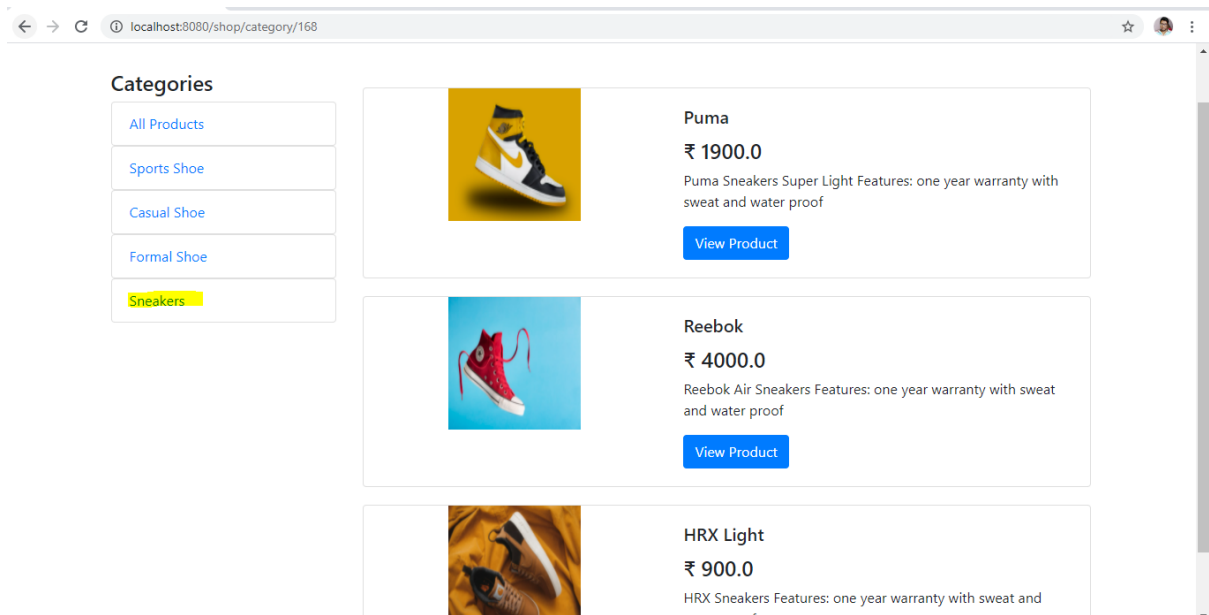 localhost:8080/shop/category/168
Categories
All Products
Sports Shoe
Casual Shoe
Formal Shoe
Sneakers
Puma
₹ 1900.0
Puma Sneakers Super Light Features: one year warranty with
sweat and water proof
View Product
Reebok
₹ 4000.0
Reebok Air Sneakers Features: one year warranty with sweat
and water proof
View Product
HRX Light
₹ 900.0
HRX Sneakers Features: one year warranty with sweat and